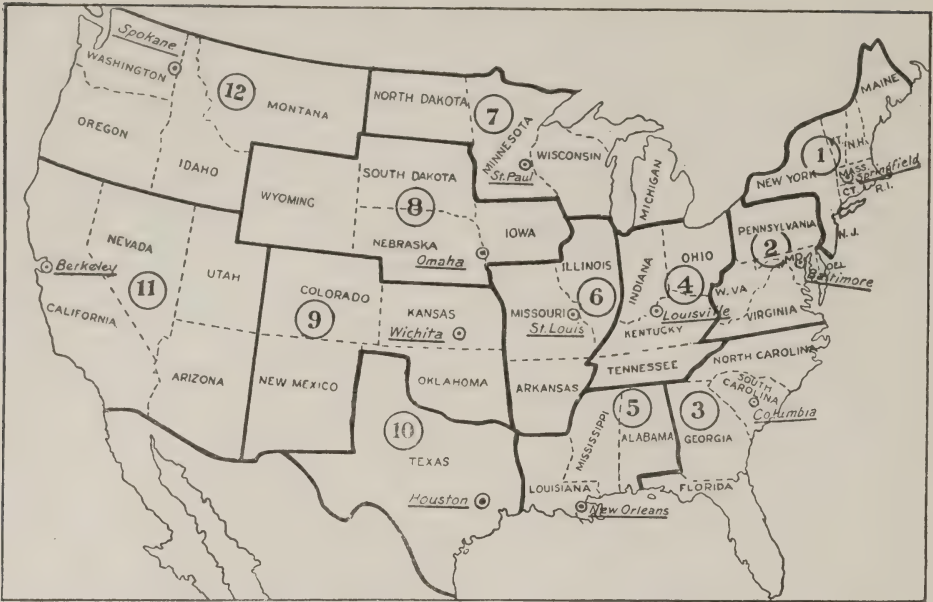 Spokane
WASHINGTON
OREGON
IDAHO
12
MONTANA
NORTH DAKOTA
7
MINNESOTA
St. Paul
WISCONSIN
MICHIGAN
MAINE
VT.
N.H.
1
NEW YORK
MASS.
Springfield
CT.
R.I.
WYOMING
SOUTH DAKOTA
8
NEBRASKA
Omaha
IOWA
ILLINOIS
6
MISSOURI
St. Louis
INDIANA
OHIO
4
Louisville
KENTUCKY
PENNSYLVANIA
2
N.J.
MD.
DEL.
Baltimore
W. VA
VIRGINIA
NEVADA
Berkeley
11
UTAH
CALIFORNIA
ARIZONA
COLORADO
9
KANSAS
Wichita
NEW MEXICO
OKLAHOMA
ARKANSAS
TENNESSEE
NORTH CAROLINA
SOUTH
CAROLINA
Columbia
10
TEXAS
Houston
5
MISSISSIPPI
ALABAMA
3
GEORGIA
LOUISIANA
New Orleans
FLORIDA